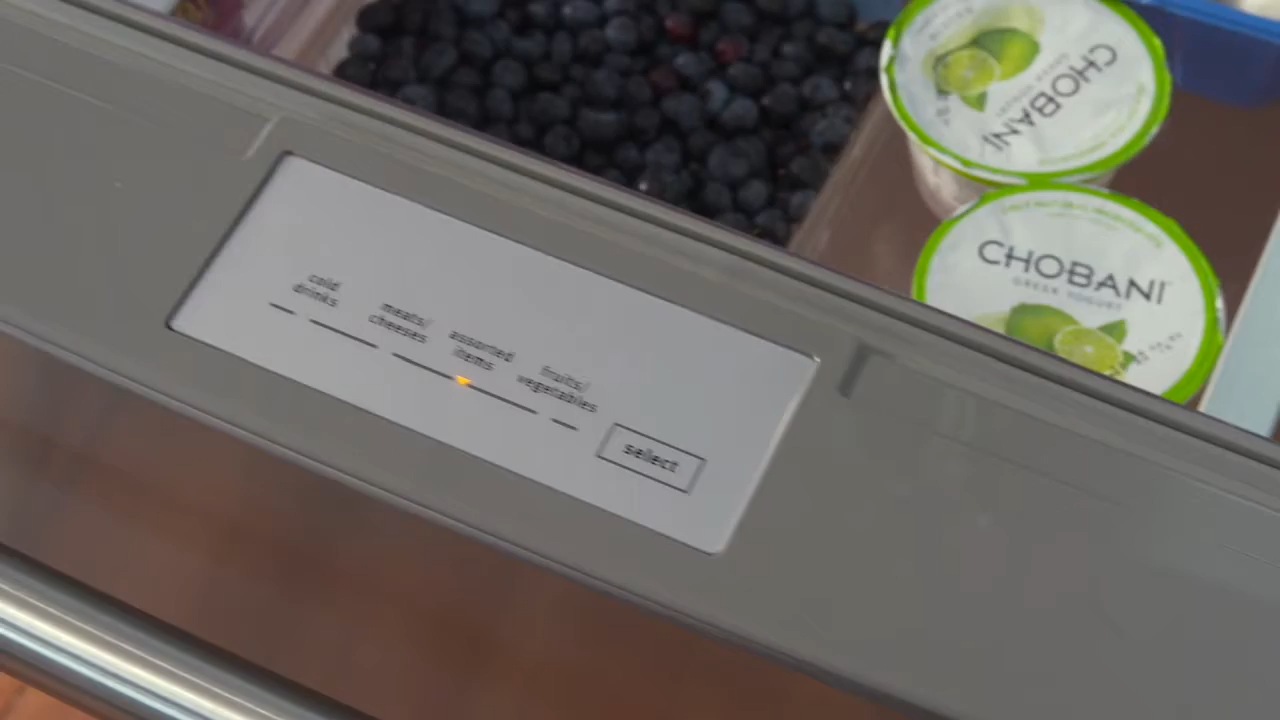 CHOBANI
CHOBANI
GREEK YOGURT
cold
drinks
meats/
cheeses
assorted
items
fruits/
vegetables
select